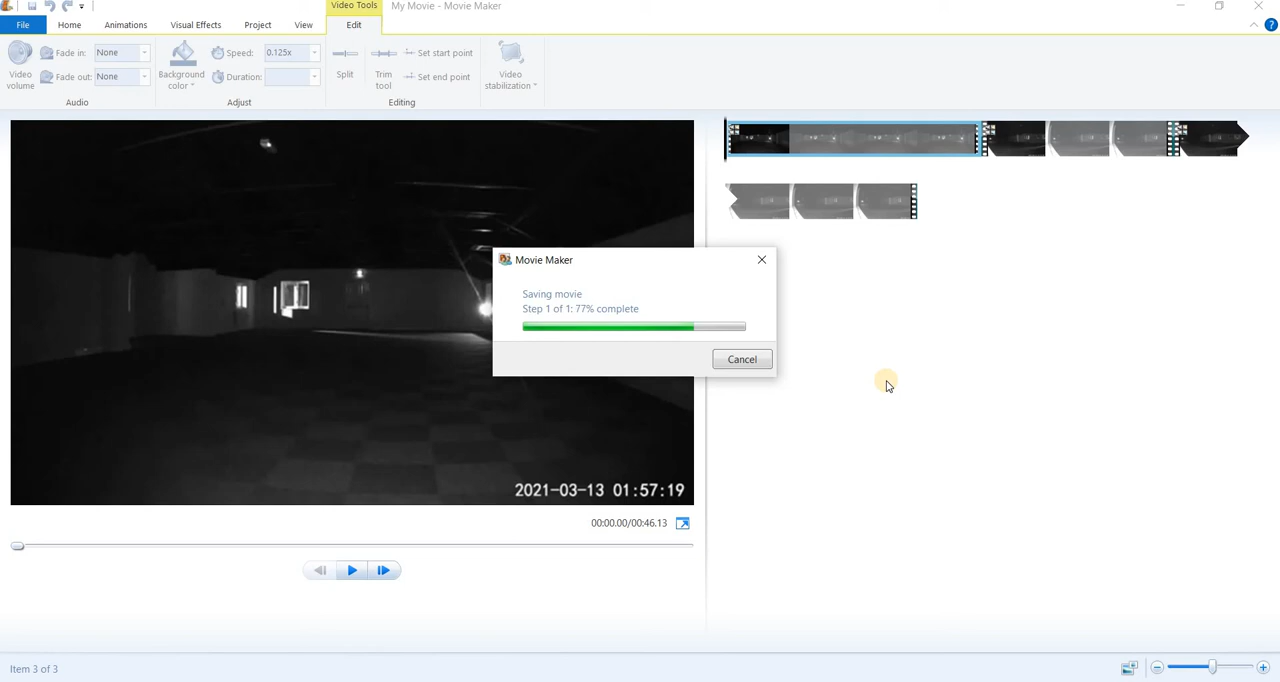 Video Tools
My Movie - Movie Maker
File
Home
Animations
Visual Effects
Project
View
Edit
Video volume
Fade in: None
Fade out: None
Audio
Background color
Speed: 0.125x
Duration:
Adjust
Split
Trim tool
Set start point
Set end point
Editing
Video stabilization
Movie Maker
Saving movie
Step 1 of 1: 77% complete
Cancel
2021-03-13 01:57:19
00:00.00/00:46.13
Item 3 of 3